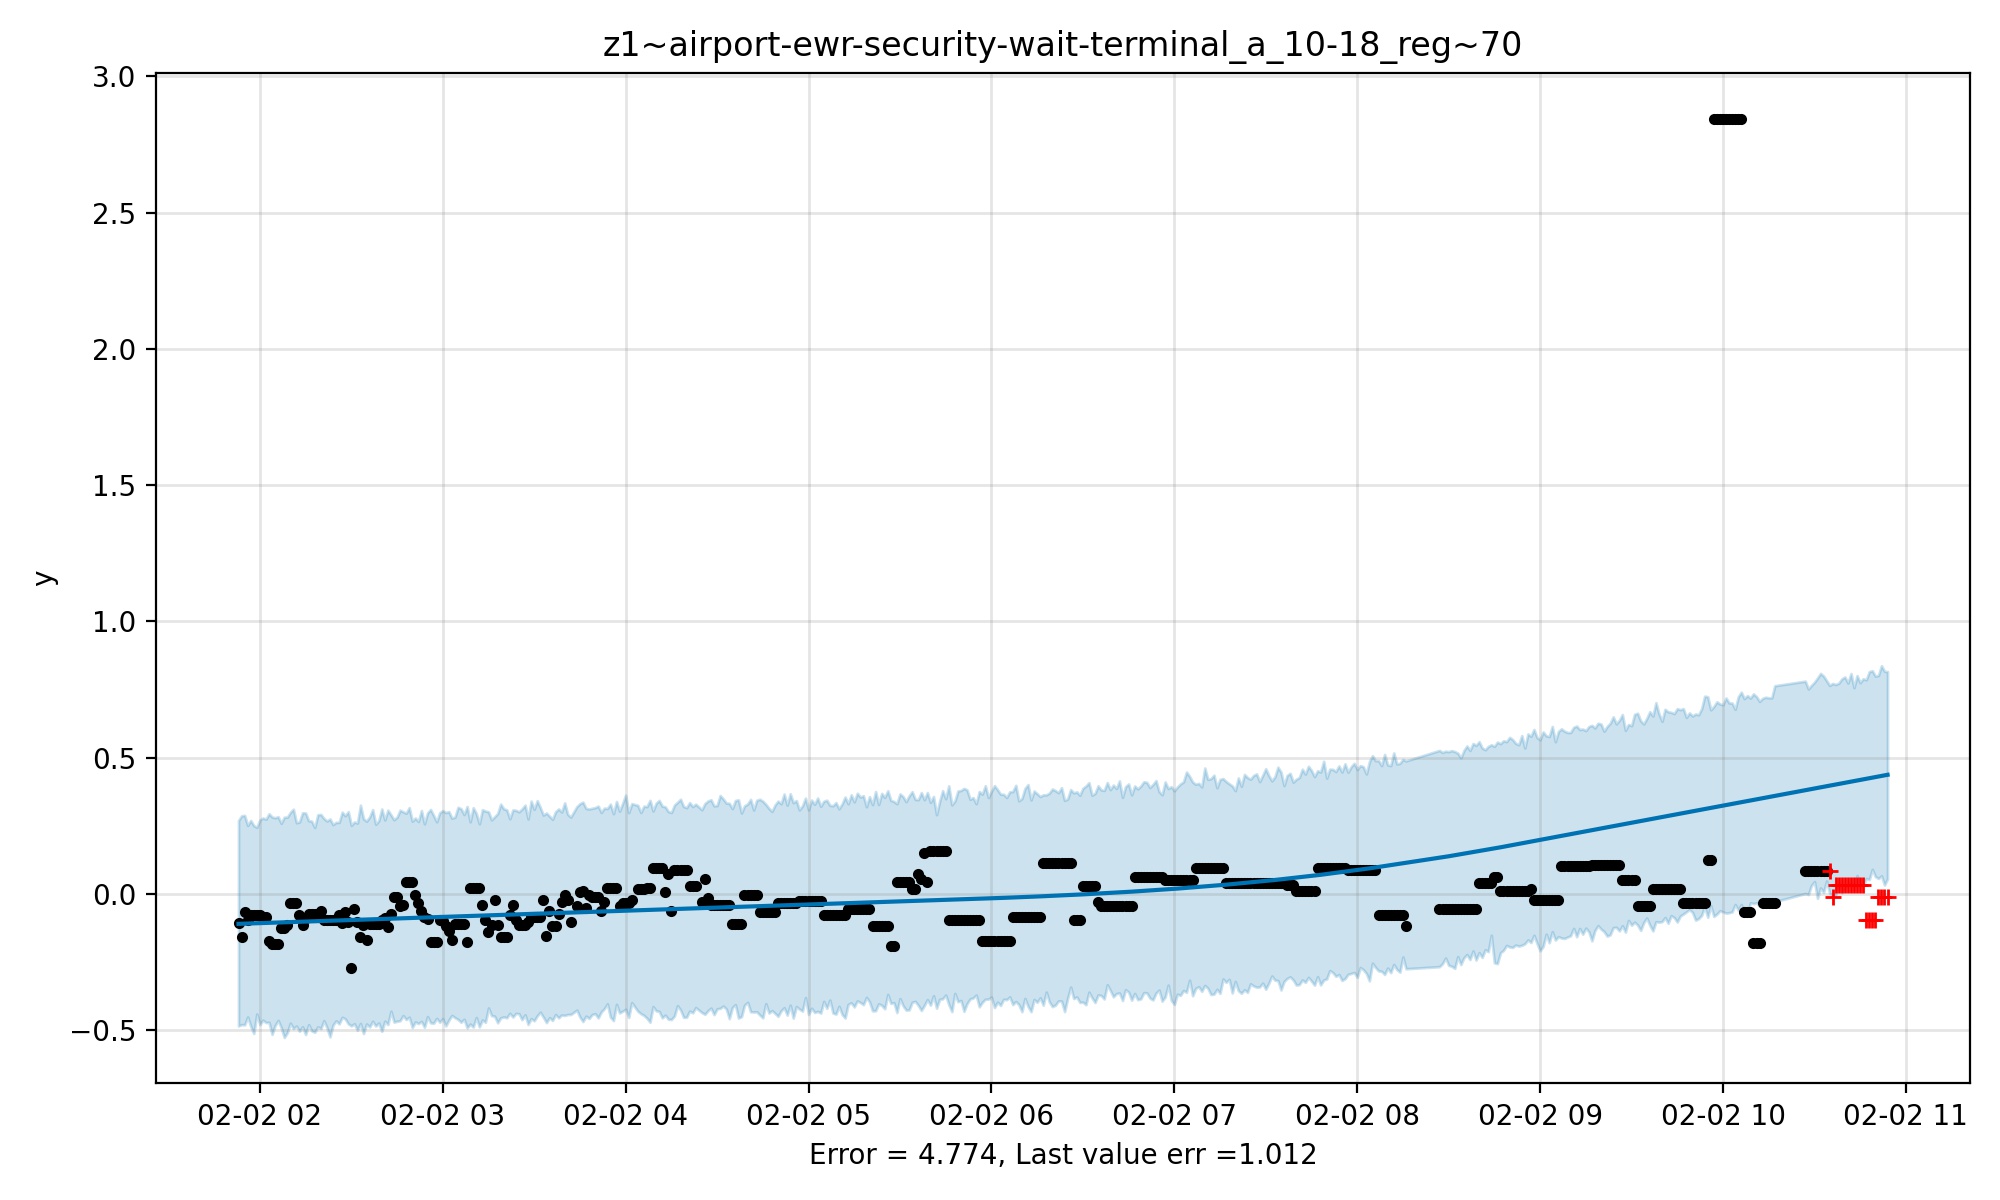 z1~airport-ewr-security-wait-terminal_a_10-18_reg~70
3.0
2.5
2.0
1.5
1.0
0.5
0.0
−0.5
y
02-02 02 02-02 03 02-02 04 02-02 05 02-02 06 02-02 07 02-02 08 02-02 09 02-02 10 02-02 11
Error = 4.774, Last value err =1.012